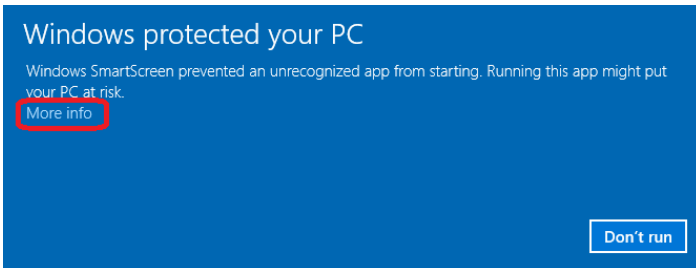 Windows protected your PC
Windows SmartScreen prevented an unrecognized app from starting. Running this app might put
your PC at risk.
More info
Don't run